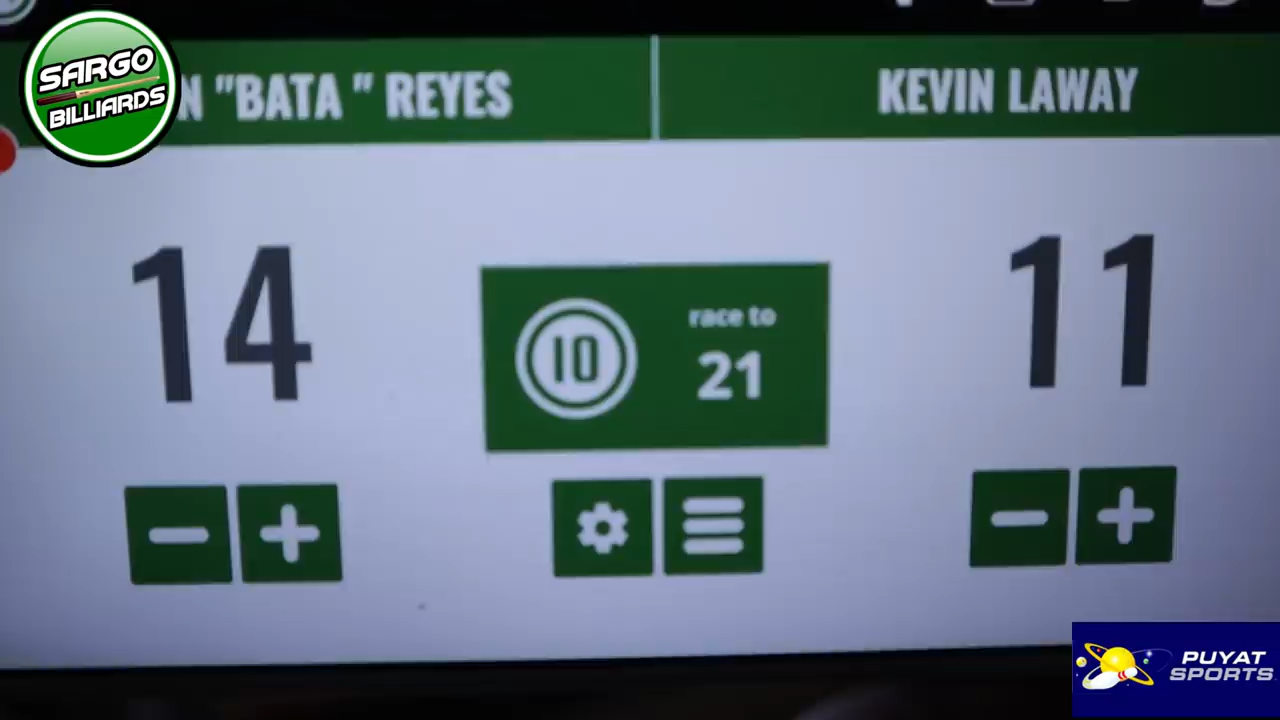 SARGO
BILLIARDS
N "BATA " REYES
KEVIN LAWAY
14
11
10
race to
21
PUYAT
SPORTS